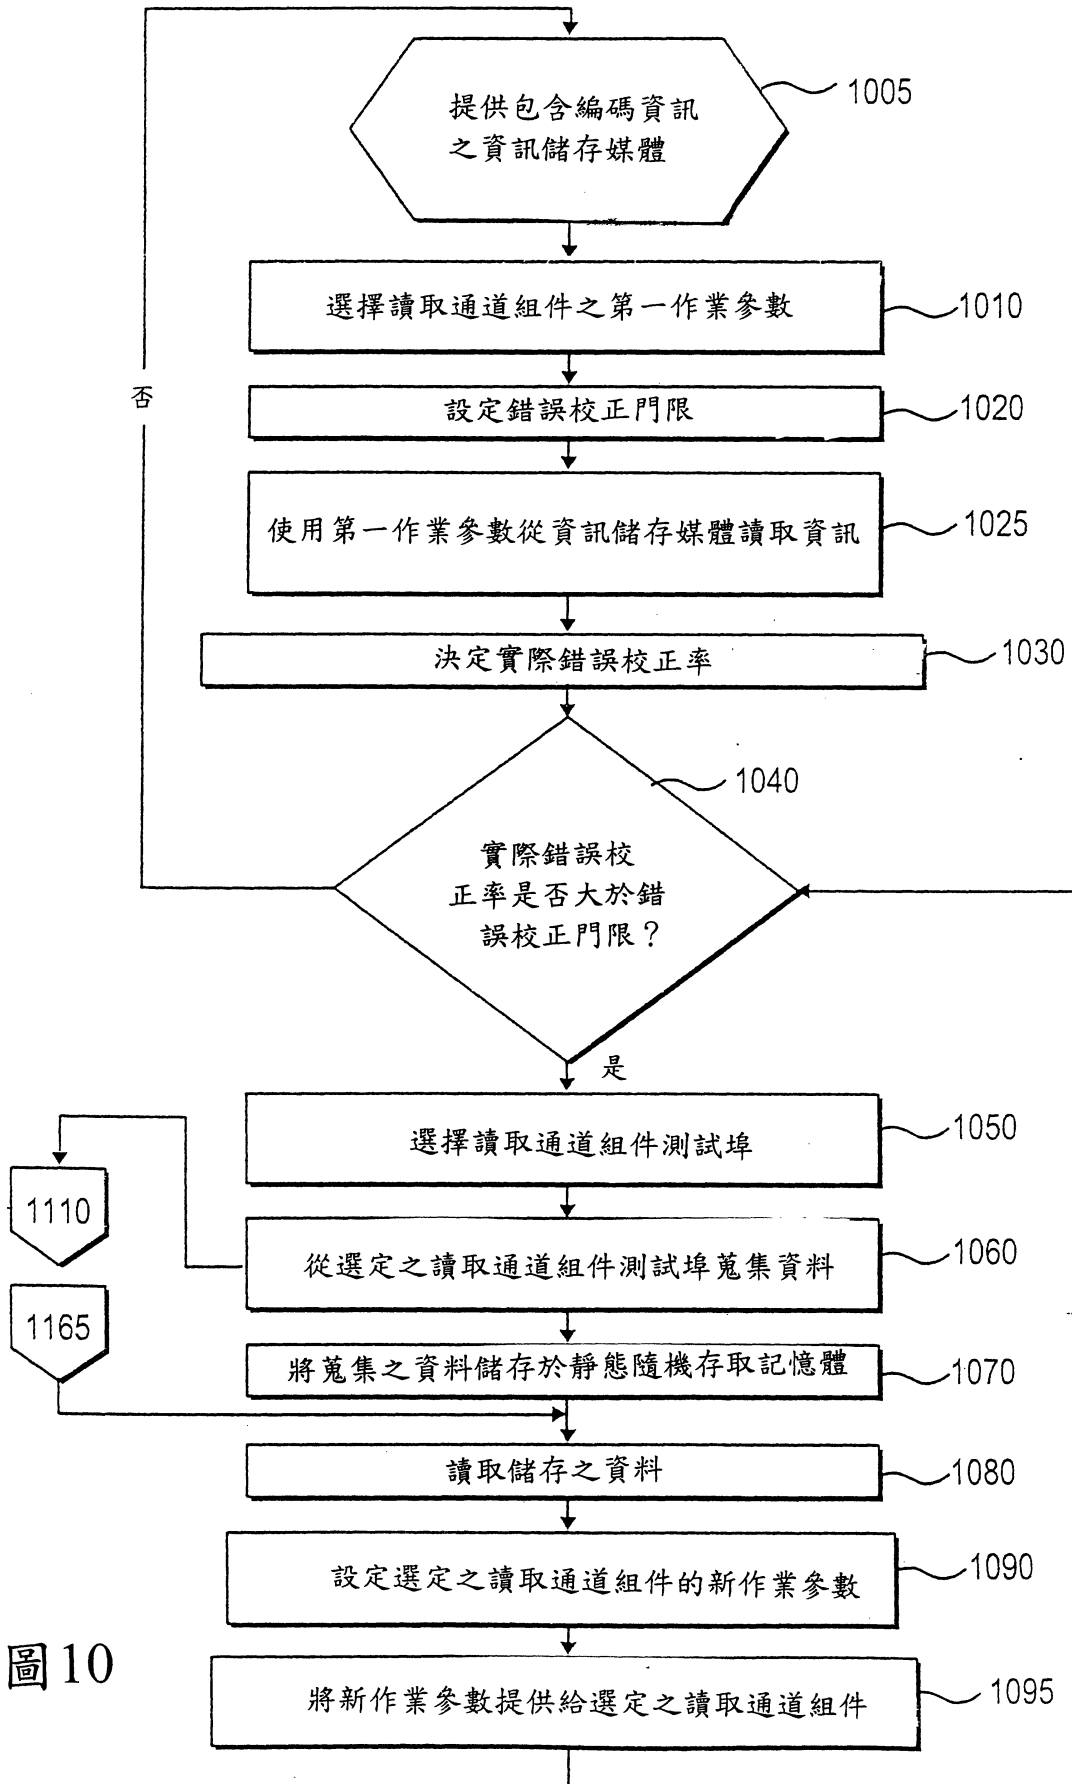 提供包含編碼資訊
之資訊儲存媒體
1005
選擇讀取通道組件之第一作業參數
1010
否
設定錯誤校正門限
1020
使用第一作業參數從資訊儲存媒體讀取資訊
1025
決定實際錯誤校正率
1030
1040
實際錯誤校
正率是否大於錯
誤校正門限?
是
選擇讀取通道組件測試埠
1050
1110
從選定之讀取通道組件測試埠蒐集資料
1060
1165
將蒐集之資料儲存於靜態隨機存取記憶體
1070
讀取儲存之資料
1080
設定選定之讀取通道組件的新作業參數
1090
圖10
將新作業參數提供給選定之讀取通道組件
1095